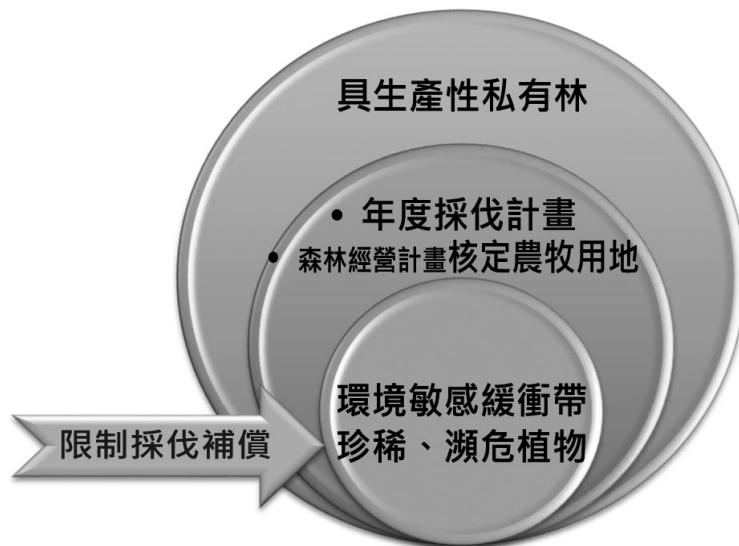 具生產性私有林
• 年度採伐計畫
• 森林經營計畫核定農牧用地
環境敏感緩衝帶
珍稀、瀕危植物
限制採伐補償